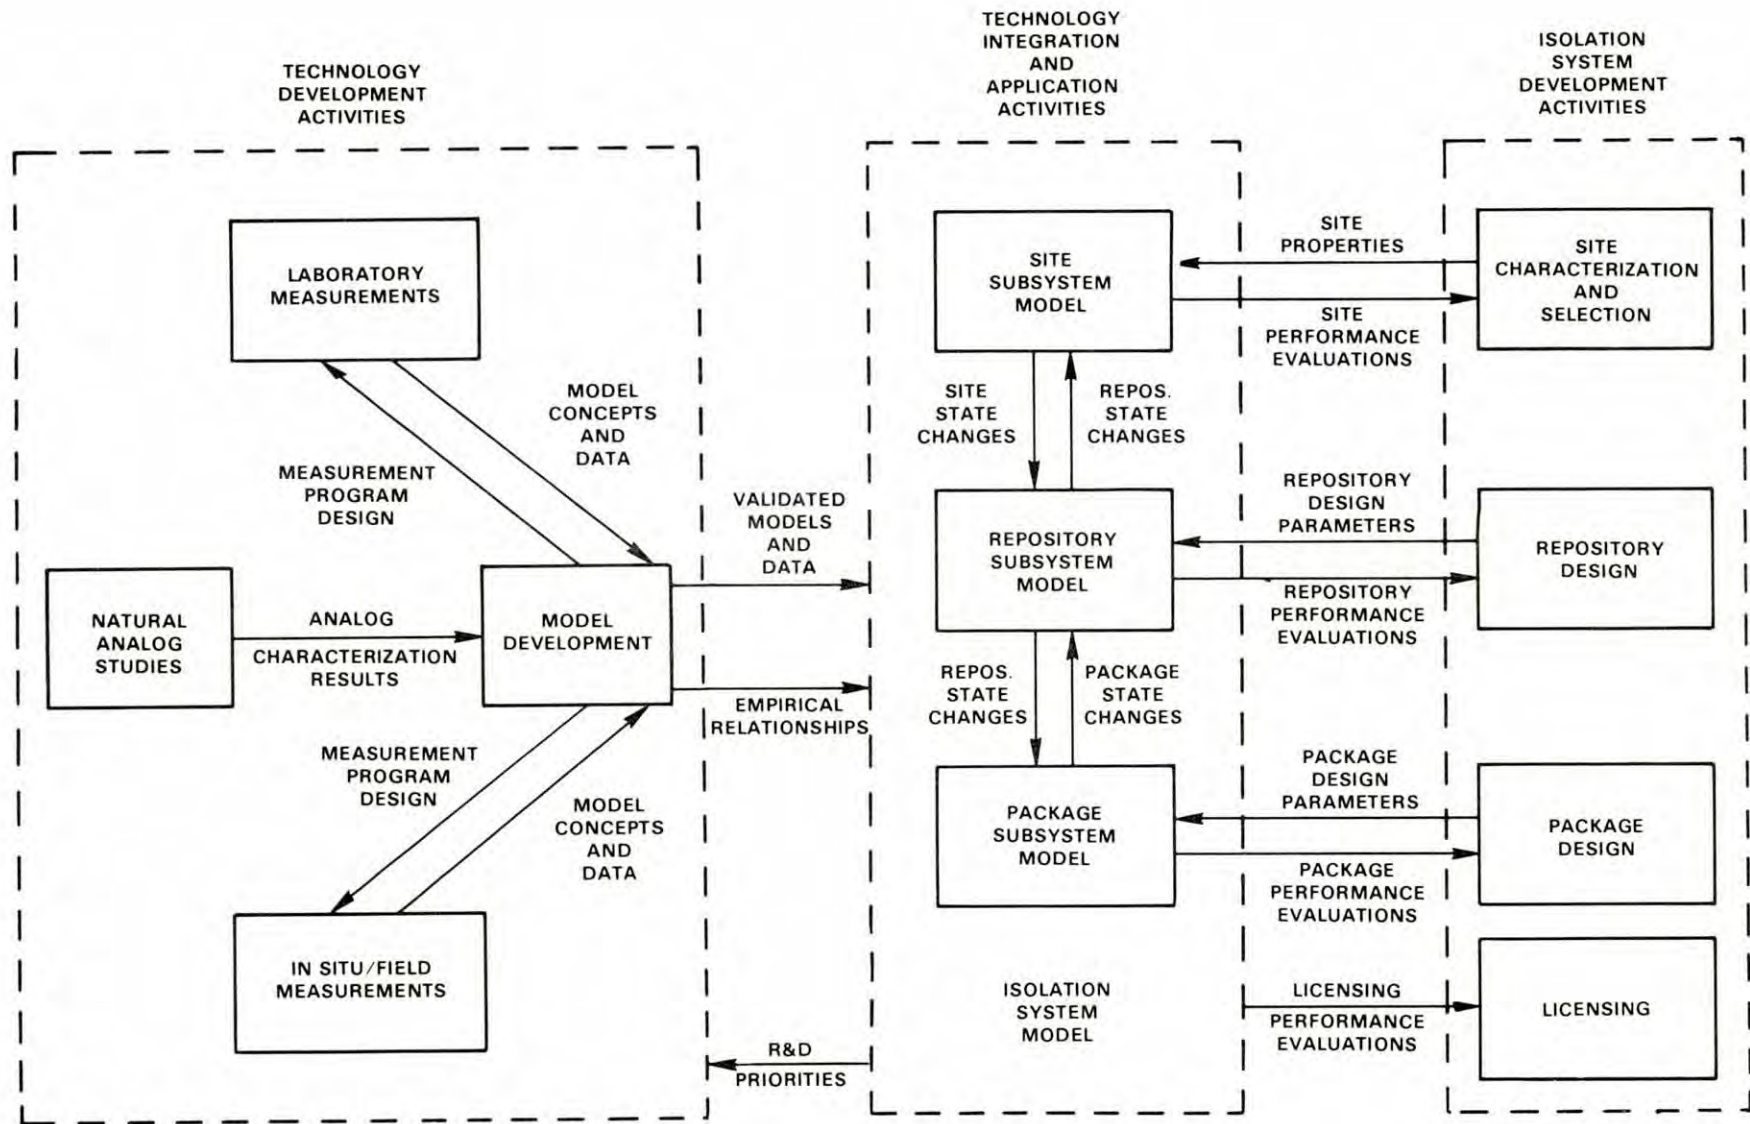 TECHNOLOGY
DEVELOPMENT
ACTIVITIES
LABORATORY
MEASUREMENTS
MODEL
CONCEPTS
AND
DATA
MEASUREMENT
PROGRAM
DESIGN
NATURAL
ANALOG
STUDIES
ANALOG
CHARACTERIZATION
RESULTS
MODEL
DEVELOPMENT
MEASUREMENT
PROGRAM
DESIGN
MODEL
CONCEPTS
AND
DATA
IN SITU/FIELD
MEASUREMENTS
VALIDATED
MODELS
AND
DATA
EMPIRICAL
RELATIONSHIPS
R&D
PRIORITIES
TECHNOLOGY
INTEGRATION
AND
APPLICATION
ACTIVITIES
SITE
SUBSYSTEM
MODEL
SITE
STATE
CHANGES
REPOS.
STATE
CHANGES
REPOSITORY
SUBSYSTEM
MODEL
REPOS.
STATE
CHANGES
PACKAGE
STATE
CHANGES
PACKAGE
SUBSYSTEM
MODEL
ISOLATION
SYSTEM
MODEL
SITE
PROPERTIES
SITE
PERFORMANCE
EVALUATIONS
REPOSITORY
DESIGN
PARAMETERS
REPOSITORY
PERFORMANCE
EVALUATIONS
PACKAGE
DESIGN
PARAMETERS
PACKAGE
PERFORMANCE
EVALUATIONS
LICENSING
PERFORMANCE
EVALUATIONS
ISOLATION
SYSTEM
DEVELOPMENT
ACTIVITIES
SITE
CHARACTERIZATION
AND
SELECTION
REPOSITORY
DESIGN
PACKAGE
DESIGN
LICENSING